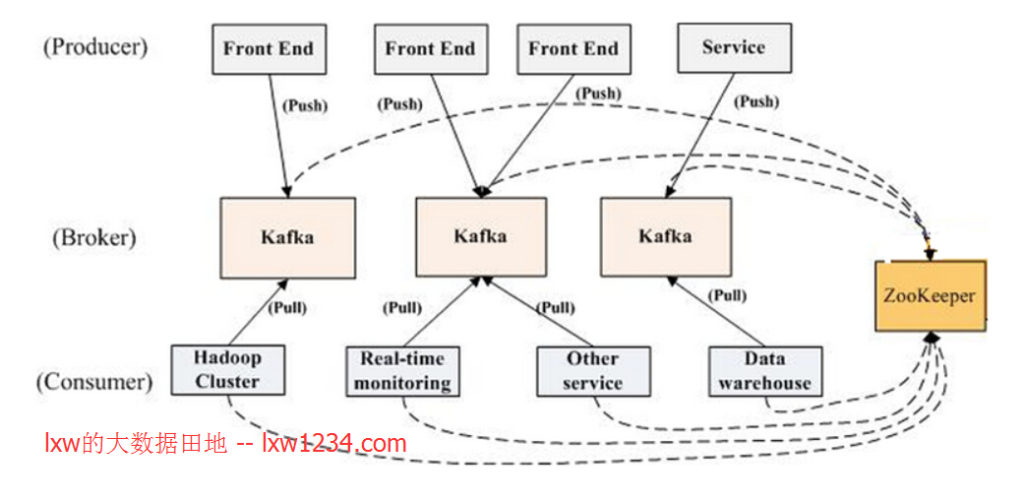 (Producer)
Front End
Front End
Front End
Service
(Push)
(Push)
(Push)
(Push)
(Broker)
Kafka
Kafka
Kafka
ZooKeeper
(Pull)
(Pull)
(Pull)
(Pull)
(Consumer)
Hadoop
Cluster
Real-time
monitoring
Other
service
Data
warehouse
lxw的大数据田地 -- lxw1234.com